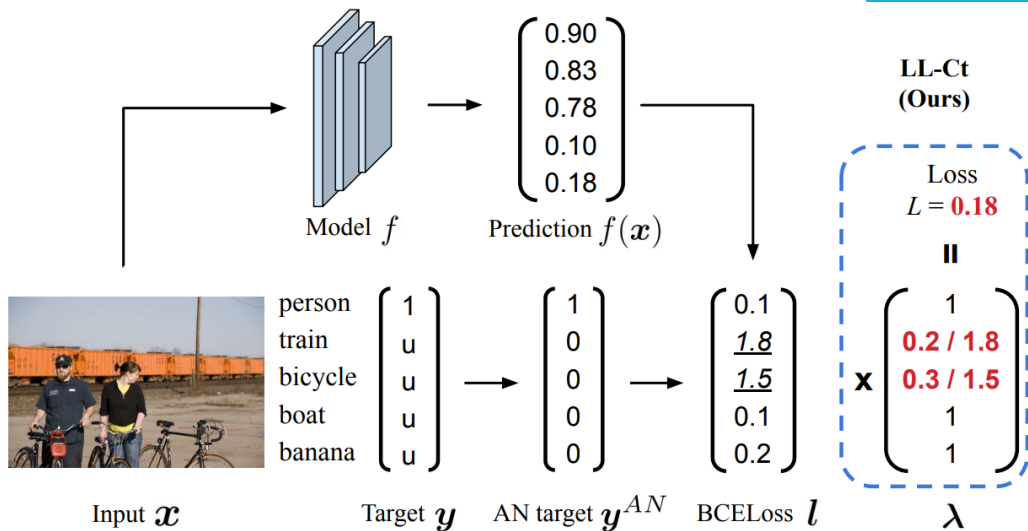 LL-Ct
(Ours)
0.90
0.83
0.78
0.10
0.18
Model f
Prediction f(x)
Loss
L = 0.18
=
person
train
bicycle
boat
banana
1
u
u
u
u
1
0
0
0
0
0.1
1.8
1.5
0.1
0.2
x
1
0.2 / 1.8
0.3 / 1.5
1
1
Input x
Target y
AN target y^AN
BCELoss l
λ